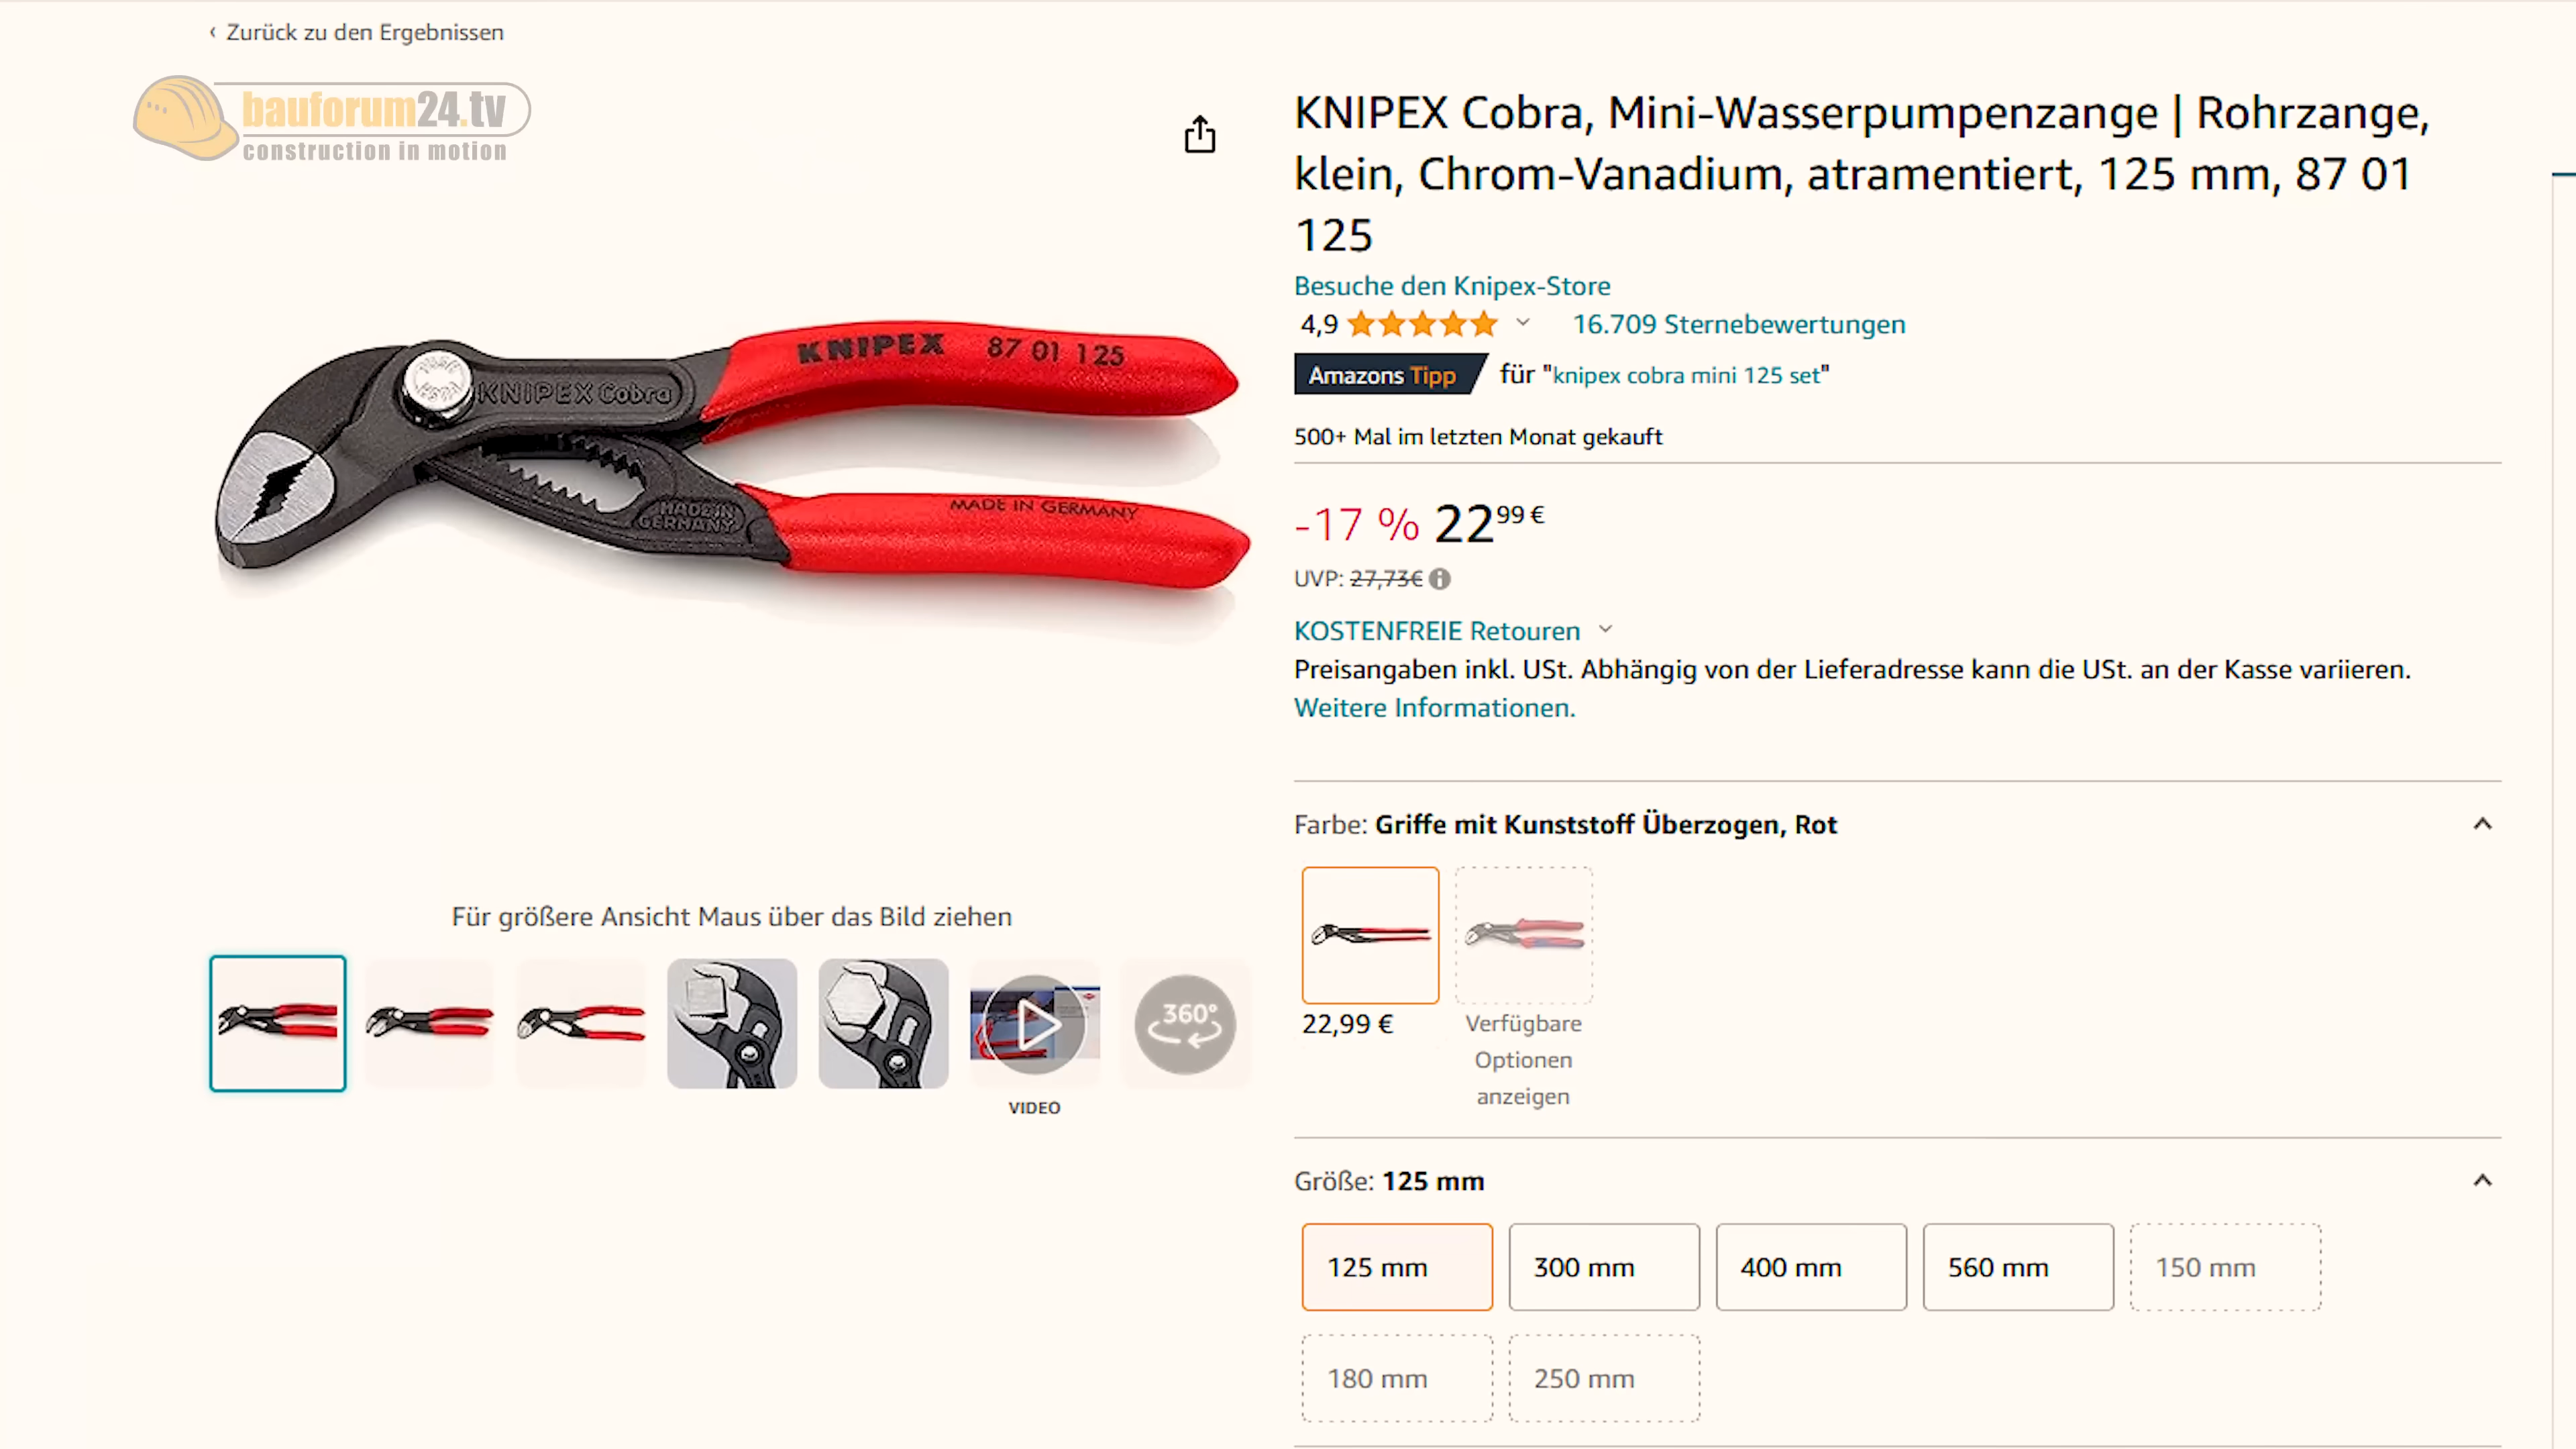 ‹ Zurück zu den Ergebnissen
bauforum24.tv
construction in motion
KNIPEX Cobra, Mini-Wasserpumpenzange | Rohrzange,
klein, Chrom-Vanadium, atramentiert, 125 mm, 87 01
125
Besuche den Knipex-Store
4,9 16.709 Sternebewertungen
Amazons Tipp für "knipex cobra mini 125 set"
500+ Mal im letzten Monat gekauft
-17 % 22 99 €
UVP: 27,73€
KOSTENFREIE Retouren
Preisangaben inkl. USt. Abhängig von der Lieferadresse kann die USt. an der Kasse variieren.
Weitere Informationen.
KNIPEX 87 01 125
KNIPEX Cobra
MADE IN GERMANY
MADE IN
GERMANY
Für größere Ansicht Maus über das Bild ziehen
360°
VIDEO
Farbe: Griffe mit Kunststoff Überzogen, Rot
22,99 €
Verfügbare
Optionen
anzeigen
Größe: 125 mm
125 mm
300 mm
400 mm
560 mm
150 mm
180 mm
250 mm